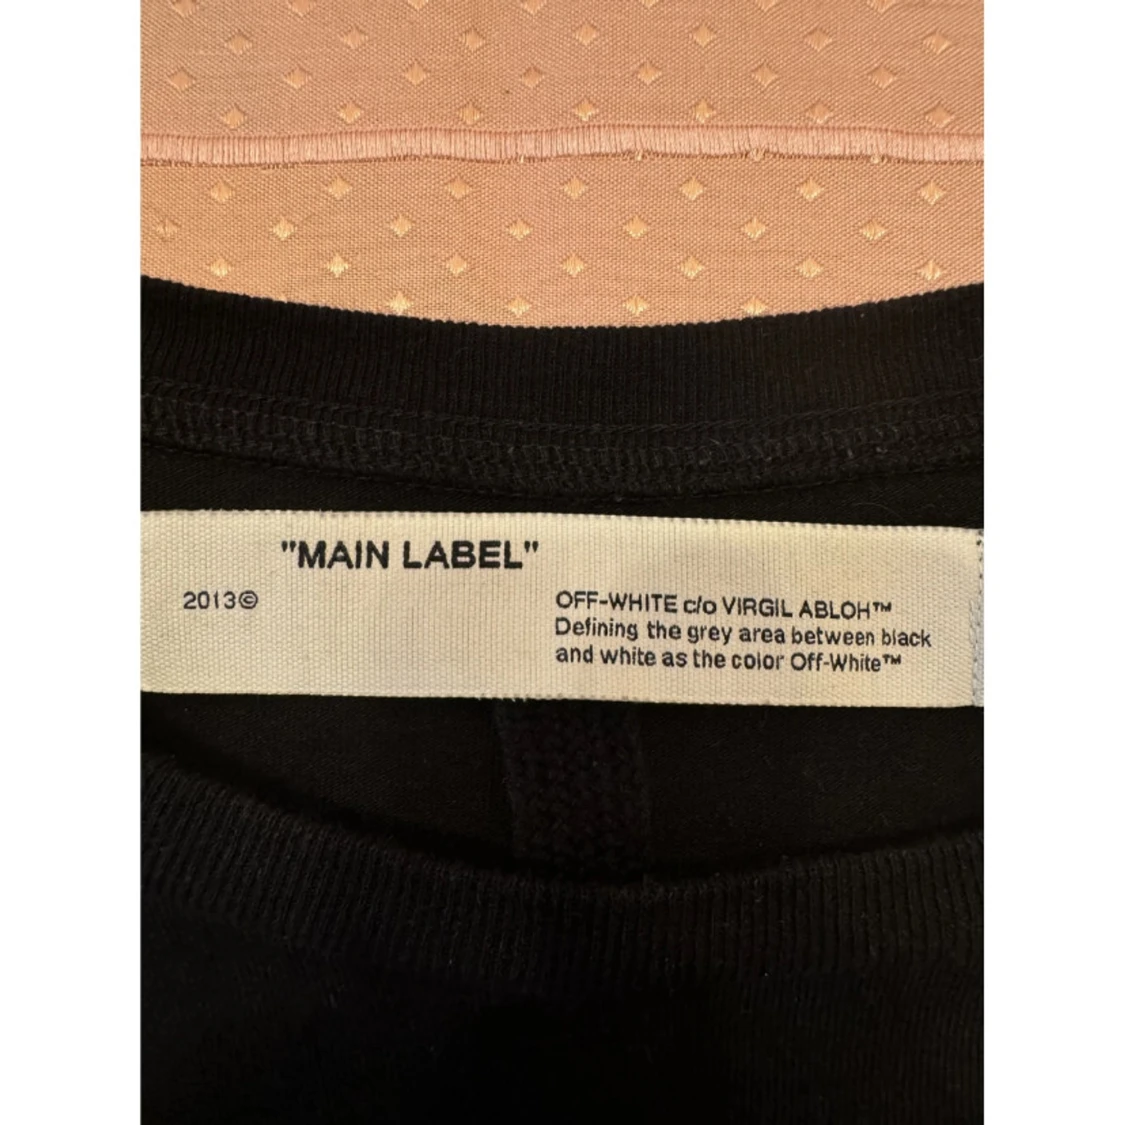 "MAIN LABEL"
2013©
OFF-WHITE c/o VIRGIL ABLOH™
Defining the grey area between black
and white as the color Off-White™